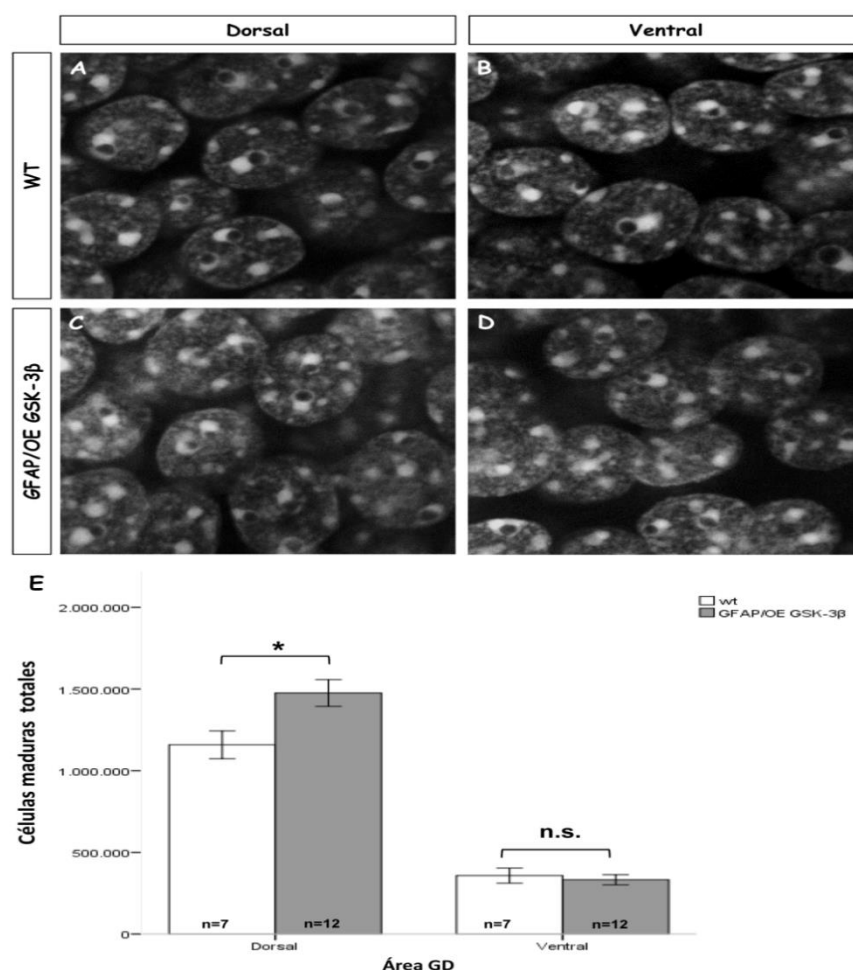 Dorsal
Ventral
WT
A
B
GFAP/OE GSK-3β
C
D
E
2.000.000
1.500.000
1.000.000
500.000
0
Células maduras totales
wt
GFAP/OE GSK-3β
*
n.s.
n=7
n=12
n=7
n=12
Dorsal
Ventral
Área GD